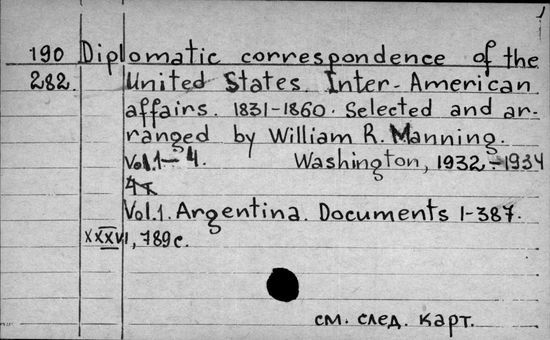 190 Diplomatic correspondence of the
282. United States. Inter-American
affairs. 1831-1860. Selected and ar-
ranged by William R. Manning.
Vol.1-4. Washington, 1932-1934
4т
Vol.1. Argentina. Documents 1-387.
XXXVI, 789 с.
см. след. карт.